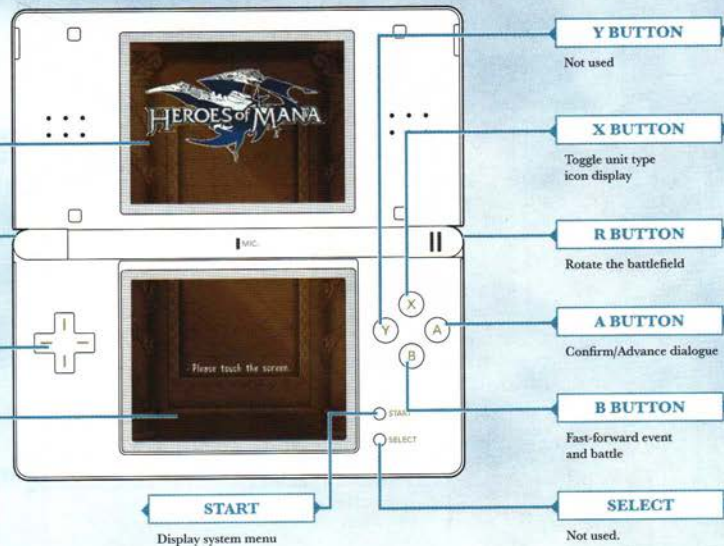 HEROES of MANA
MIC.
Please touch the screen.
X
Y
A
B
START
SELECT
Y BUTTON
Not used
X BUTTON
Toggle unit type
icon display
R BUTTON
Rotate the battlefield
A BUTTON
Confirm/Advance dialogue
B BUTTON
Fast-forward event
and battle
START
Display system menu
SELECT
Not used.